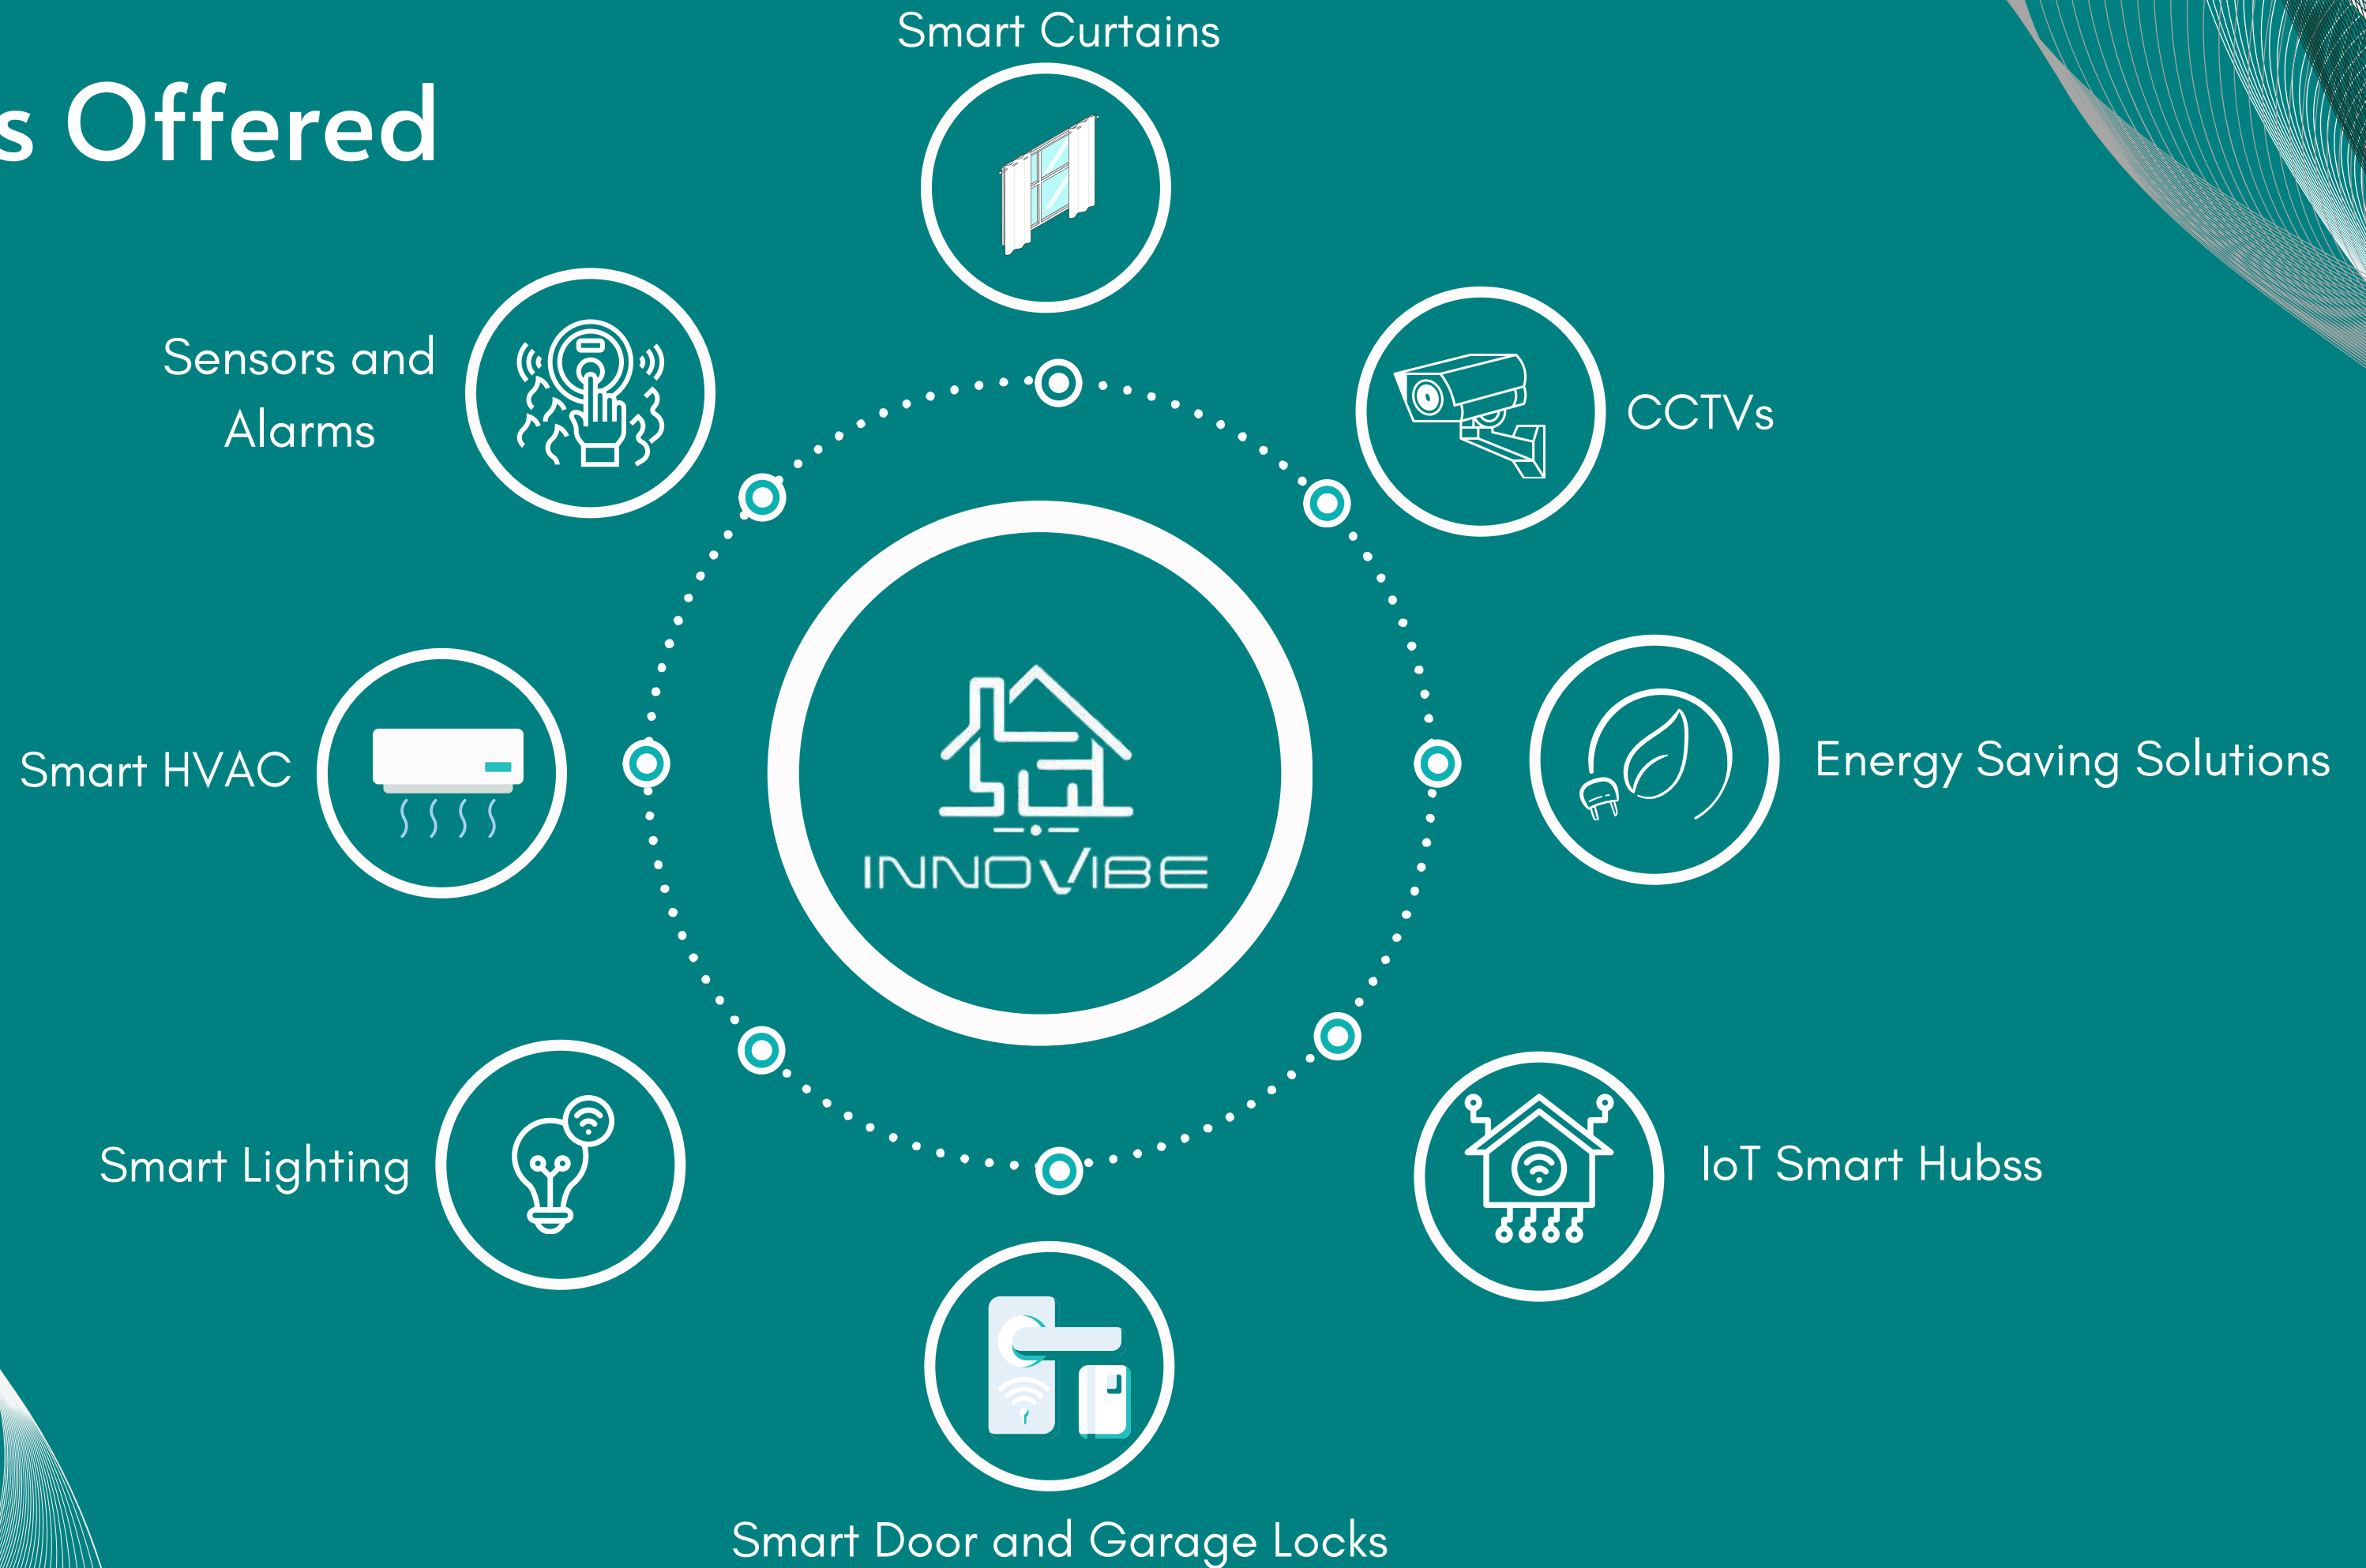 Smart Curtains
s Offered
Sensors and
Alarms
CCTVs
Smart HVAC
Energy Saving Solutions
INNOVIBE
Smart Lighting
IoT Smart Hubss
Smart Door and Garage Locks